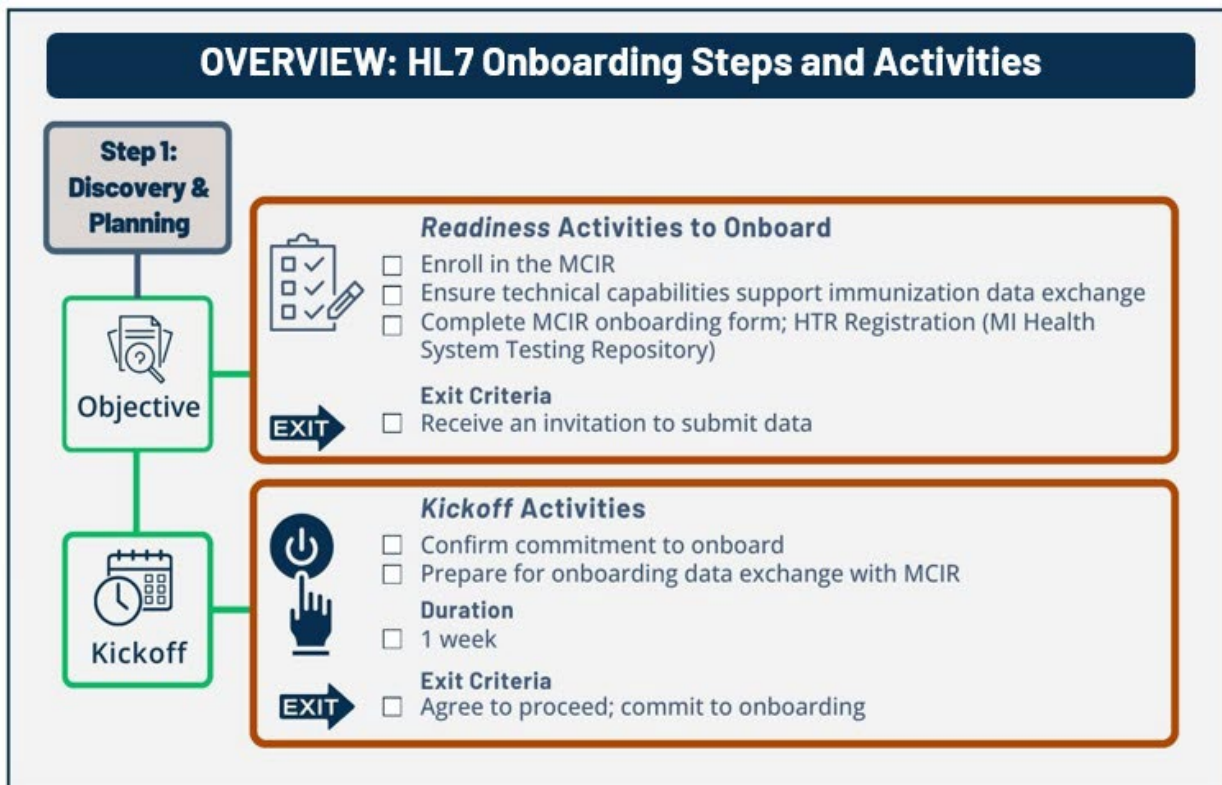 OVERVIEW: HL7 Onboarding Steps and Activities
Step 1:
Discovery &
Planning
Readiness Activities to Onboard
Enroll in the MCIR
Ensure technical capabilities support immunization data exchange
Complete MCIR onboarding form; HTR Registration (MI Health
System Testing Repository)
Objective
Exit Criteria
EXIT
Receive an invitation to submit data
Kickoff Activities
Confirm commitment to onboard
Prepare for onboarding data exchange with MCIR
Duration
1 week
Kickoff
Exit Criteria
EXIT
Agree to proceed; commit to onboarding